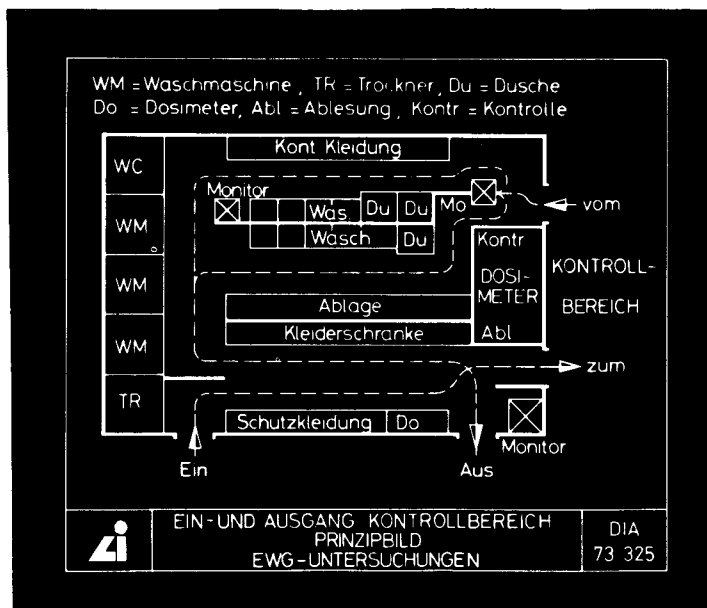 WM = Waschmaschine, TR = Trockner, Du = Dusche
Do = Dosimeter, Abl = Ablesung, Kontr = Kontrolle
WC
Kont Kleidung
Monitor
Was.
Du
Du
Mo
vom
WM
Wasch
Du
Kontr
DOSI-
METER
Abl
KONTROLL-
BEREICH
WM
Ablage
Kleiderschranke
WM
zum
TR
Schutzkleidung
Do
Monitor
Ein
Aus
EIN- UND AUSGANG KONTROLLBEREICH
PRINZIPBILD
EWG-UNTERSUCHUNGEN
DIA
73 325